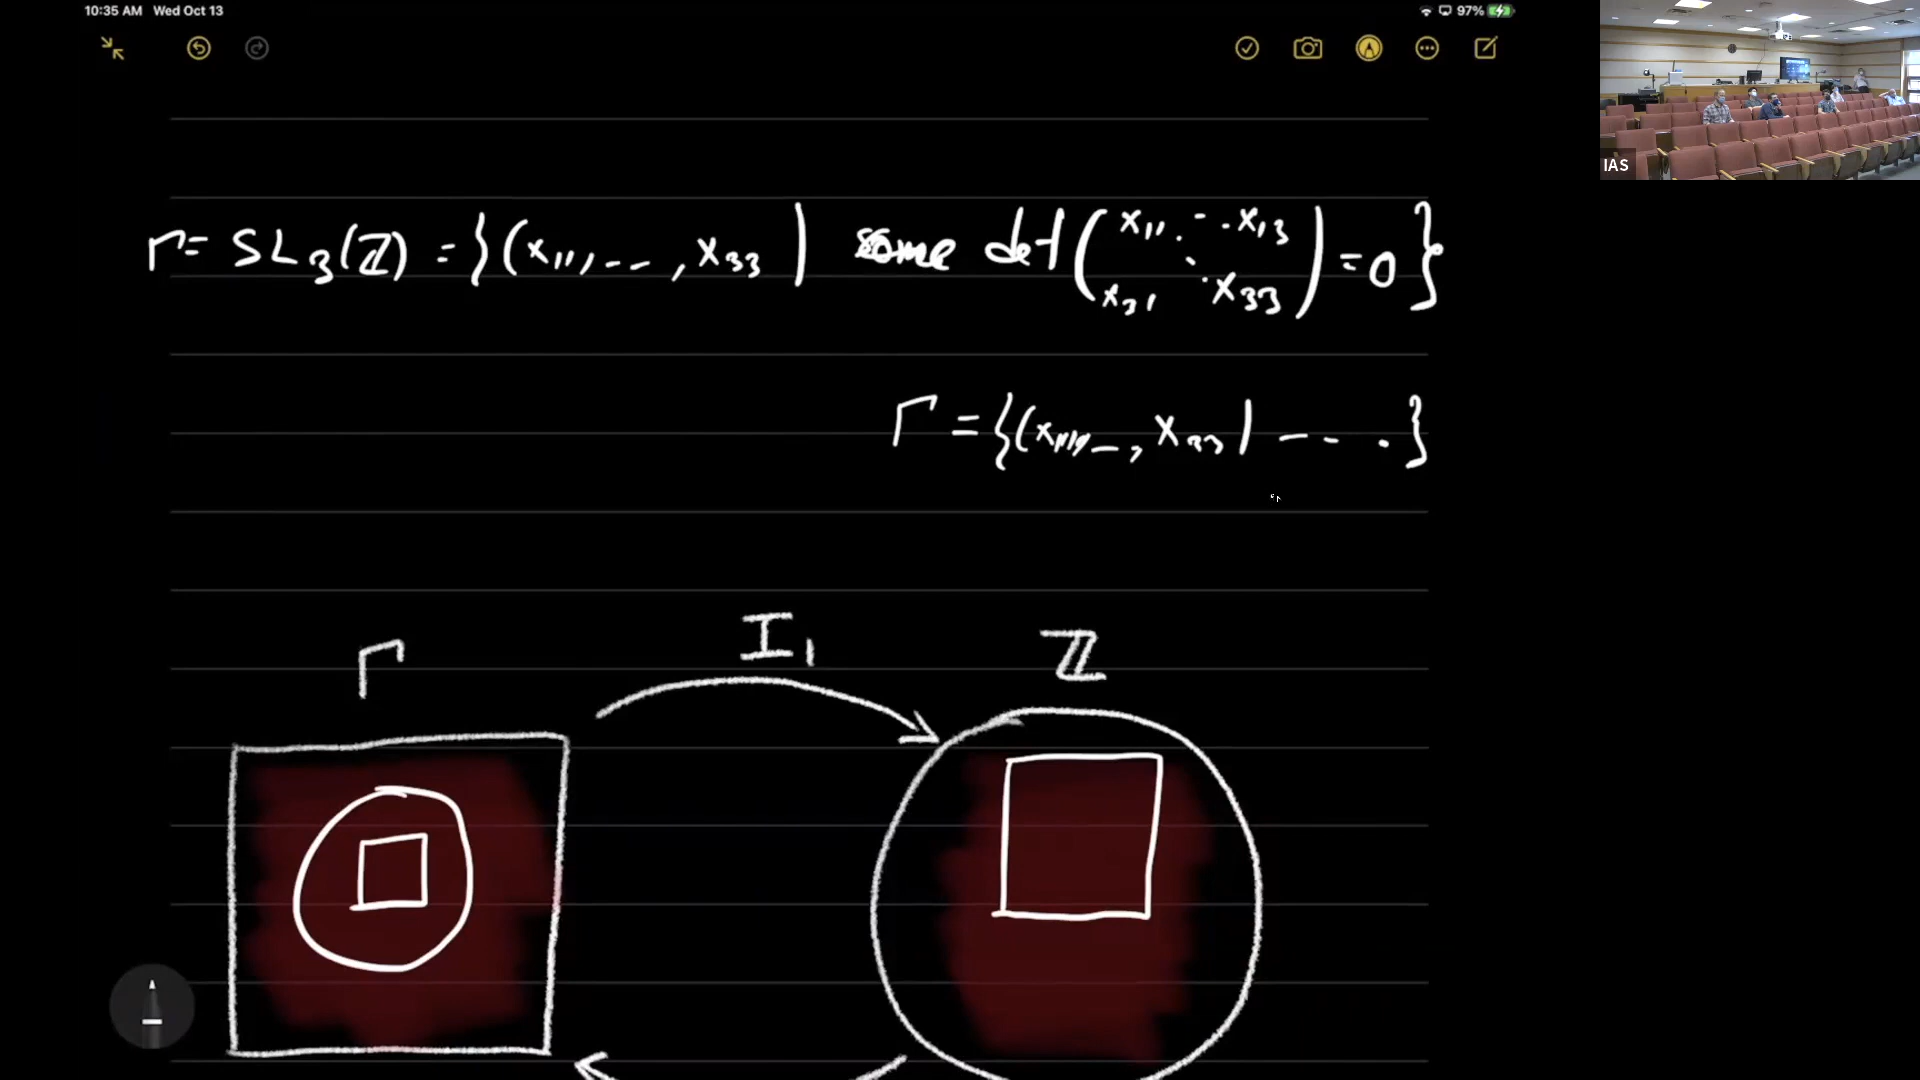 10:35 AM Wed Oct 13
97%
IAS
Γ = SL₃(ℤ) = {(x₁₁, -- , x₃₃ | some det(x₁₁ . - . x₁₃
x₃₁ . x₃₃) = 0}
Γ = {(x₁₁, _ , x₃₃ | - - . }
Γ I₁ ℤ